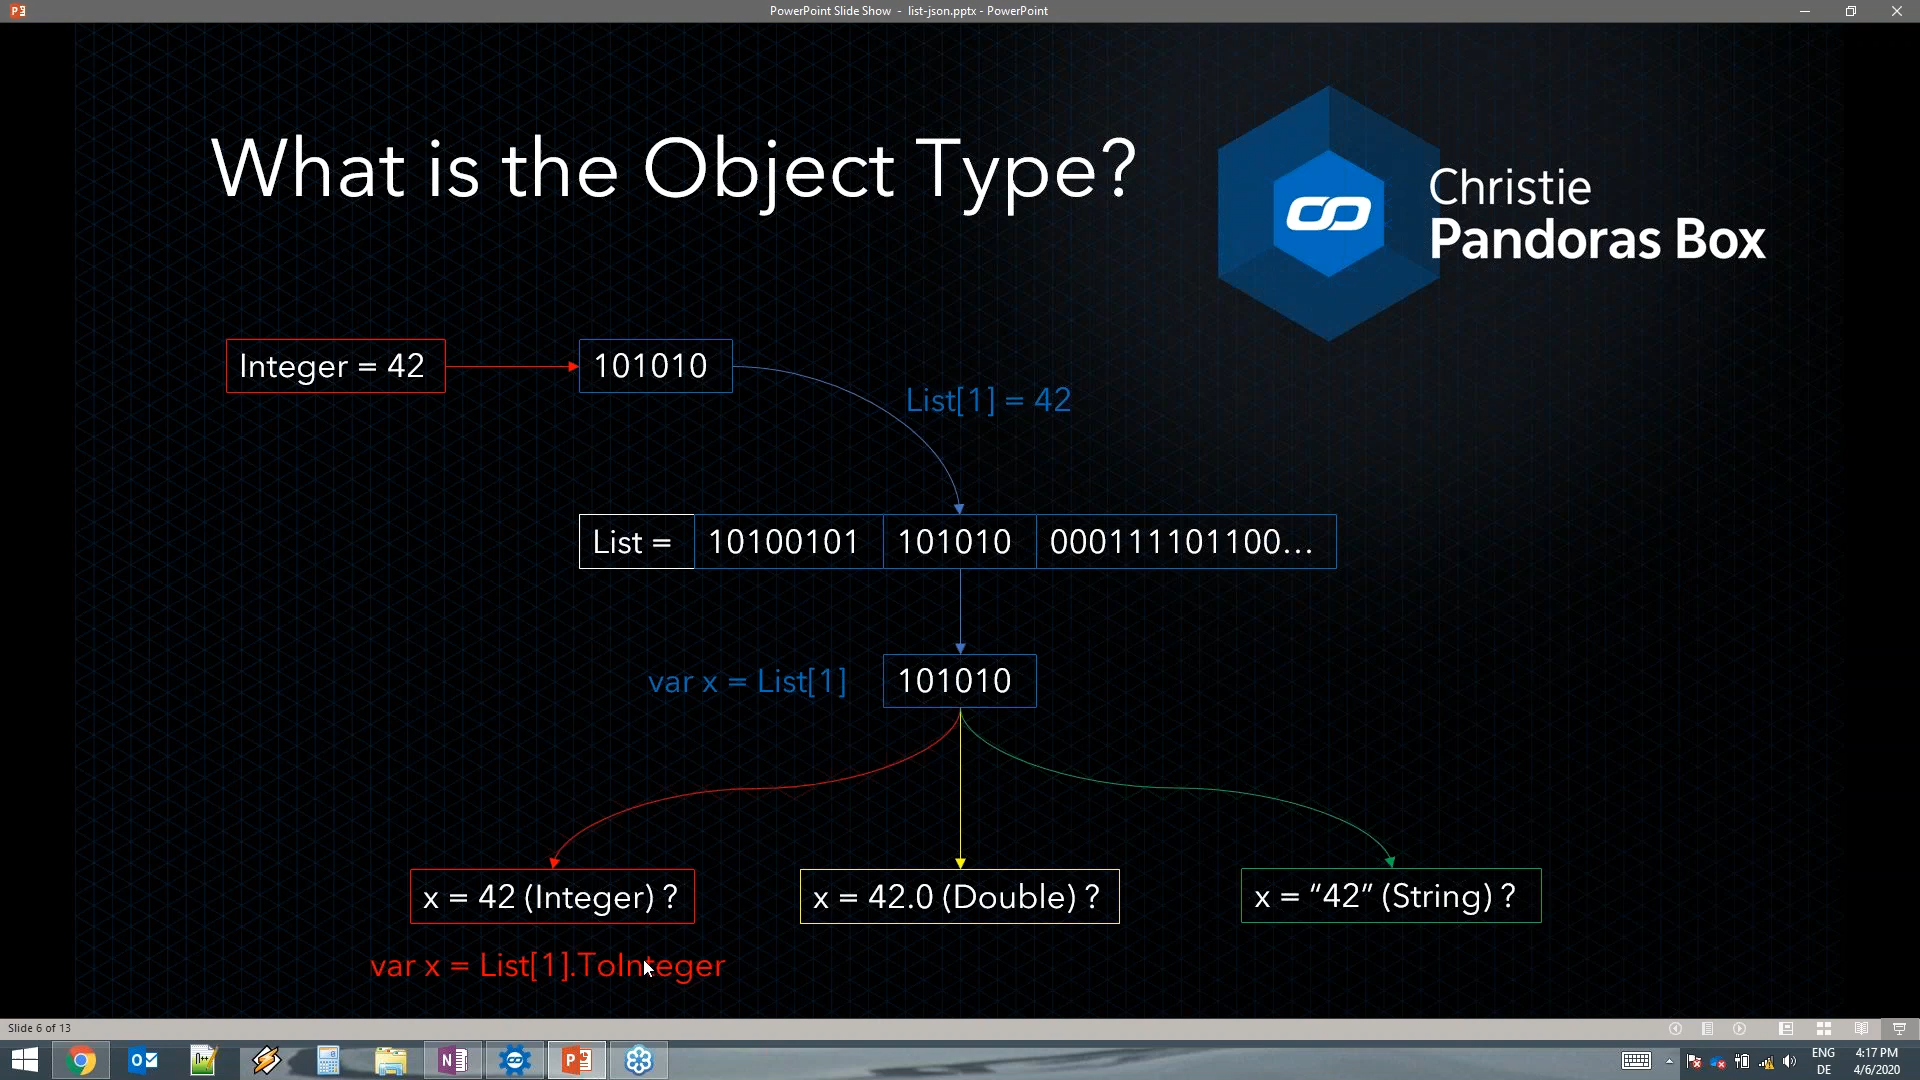 PowerPoint Slide Show - list-json.pptx - PowerPoint
What is the Object Type?
Christie
Pandoras Box
Integer = 42
101010
List[1] = 42
List =
10100101
101010
000111101100...
var x = List[1]
101010
x = 42 (Integer) ?
x = 42.0 (Double) ?
x = “42” (String) ?
var x = List[1].ToInteger
Slide 6 of 13
ENG
4:17 PM
DE
4/6/2020